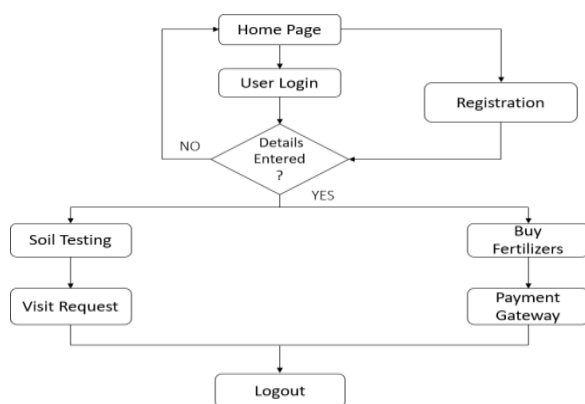 Home Page
User Login
Registration
Details
Entered
?
NO
YES
Soil Testing
Buy
Fertilizers
Visit Request
Payment
Gateway
Logout